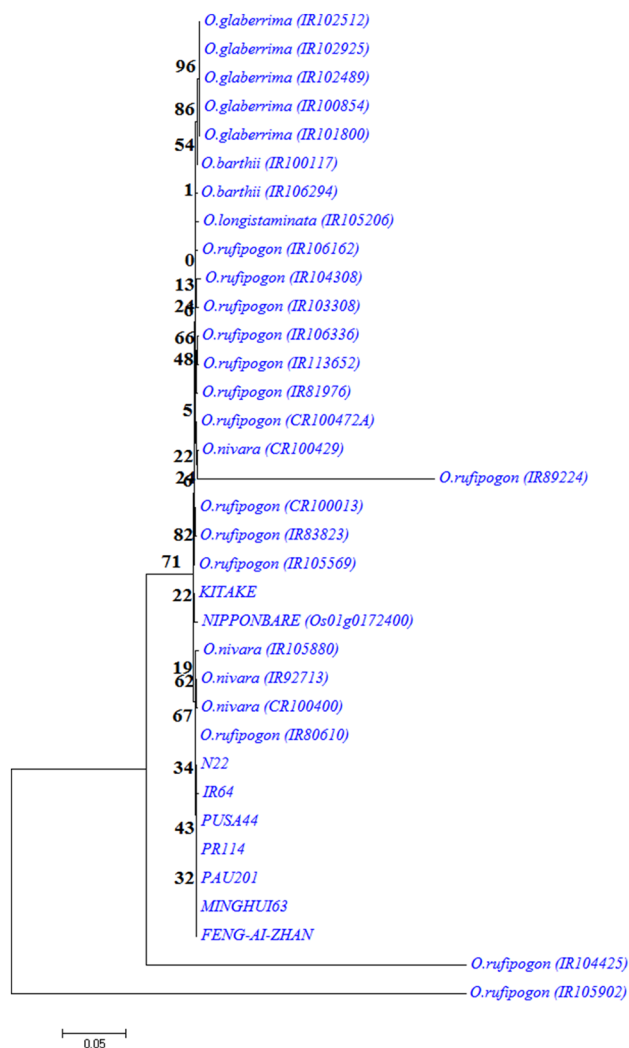 O.glaberrima (IR102512)
O.glaberrima (IR102925)
96
O.glaberrima (IR102489)
86
O.glaberrima (IR100854)
O.glaberrima (IR101800)
54
O.barthii (IR100117)
1
O.barthii (IR106294)
O.longistaminata (IR105206)
O.rufipogon (IR106162)
0
O.rufipogon (IR104308)
13
24
O.rufipogon (IR103308)
O.rufipogon (IR106336)
66
48
O.rufipogon (IR113652)
O.rufipogon (IR81976)
5
O.rufipogon (CR100472A)
O.nivara (CR100429)
22
24
O.rufipogon (IR89224)
O.rufipogon (CR100013)
82
O.rufipogon (IR83823)
71
O.rufipogon (IR105569)
22
KITAKE
NIPPONBARE (Os01g0172400)
O.nivara (IR105880)
19
62
O.nivara (IR92713)
O.nivara (CR100400)
67
O.rufipogon (IR80610)
34
N22
IR64
PUSA44
43
PR114
32
PAU201
MINGHUI63
FENG-AI-ZHAN
O.rufipogon (IR104425)
O.rufipogon (IR105902)
0.05